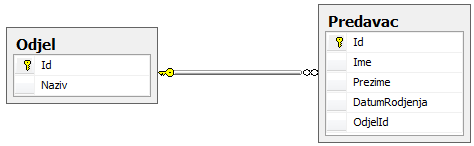 Odjel
Id
Naziv
Predavac
Id
Ime
Prezime
DatumRodjenja
OdjelId